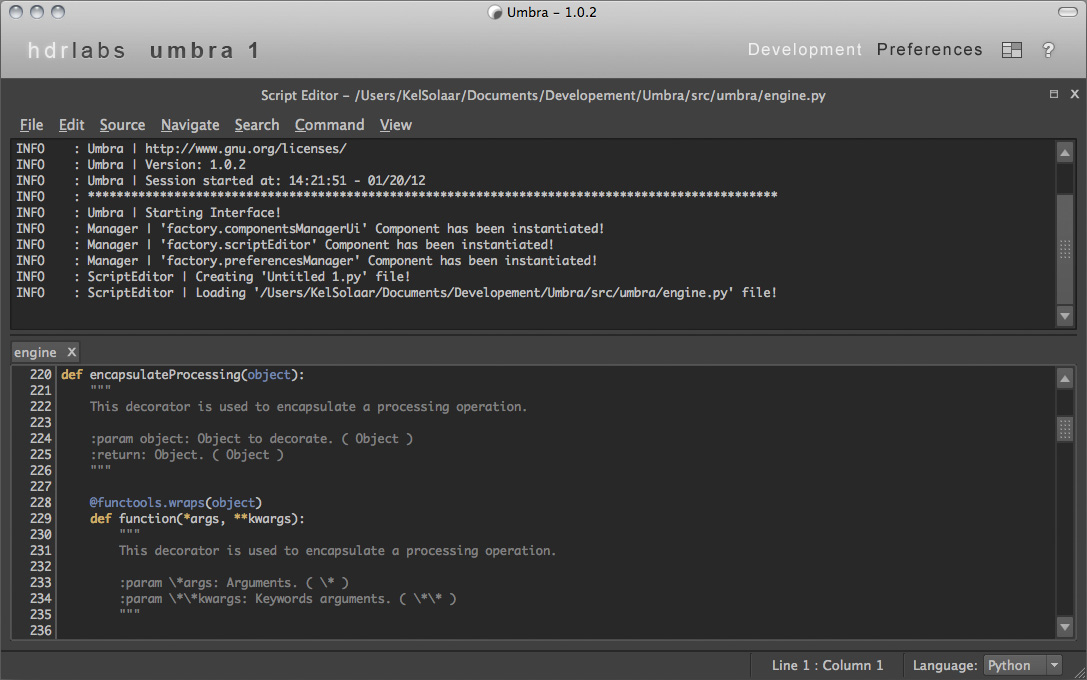 Umbra – 1.0.2
hdrlabs umbra 1 Development Preferences ?
Script Editor – /Users/KelSolaar/Documents/Developement/Umbra/src/umbra/engine.py
File Edit Source Navigate Search Command View
INFO    : Umbra | http://www.gnu.org/licenses/
INFO    : Umbra | Version: 1.0.2
INFO    : Umbra | Session started at: 14:21:51 - 01/20/12
INFO    : ************************************************************************************************
INFO    : Umbra | Starting Interface!
INFO    : Manager | 'factory.componentsManagerUi' Component has been instantiated!
INFO    : Manager | 'factory.scriptEditor' Component has been instantiated!
INFO    : Manager | 'factory.preferencesManager' Component has been instantiated!
INFO    : ScriptEditor | Creating 'Untitled 1.py' file!
INFO    : ScriptEditor | Loading '/Users/KelSolaar/Documents/Developement/Umbra/src/umbra/engine.py' file!
engine X
220 def encapsulateProcessing(object):
221     """
222     This decorator is used to encapsulate a processing operation.
223
224     :param object: Object to decorate. ( Object )
225     :return: Object. ( Object )
226     """
227
228     @functools.wraps(object)
229     def function(*args, **kwargs):
230         """
231         This decorator is used to encapsulate a processing operation.
232
233         :param \*args: Arguments. ( \* )
234         :param \*\*kwargs: Keywords arguments. ( \*\* )
235         """
236
Line 1 : Column 1 Language: Python